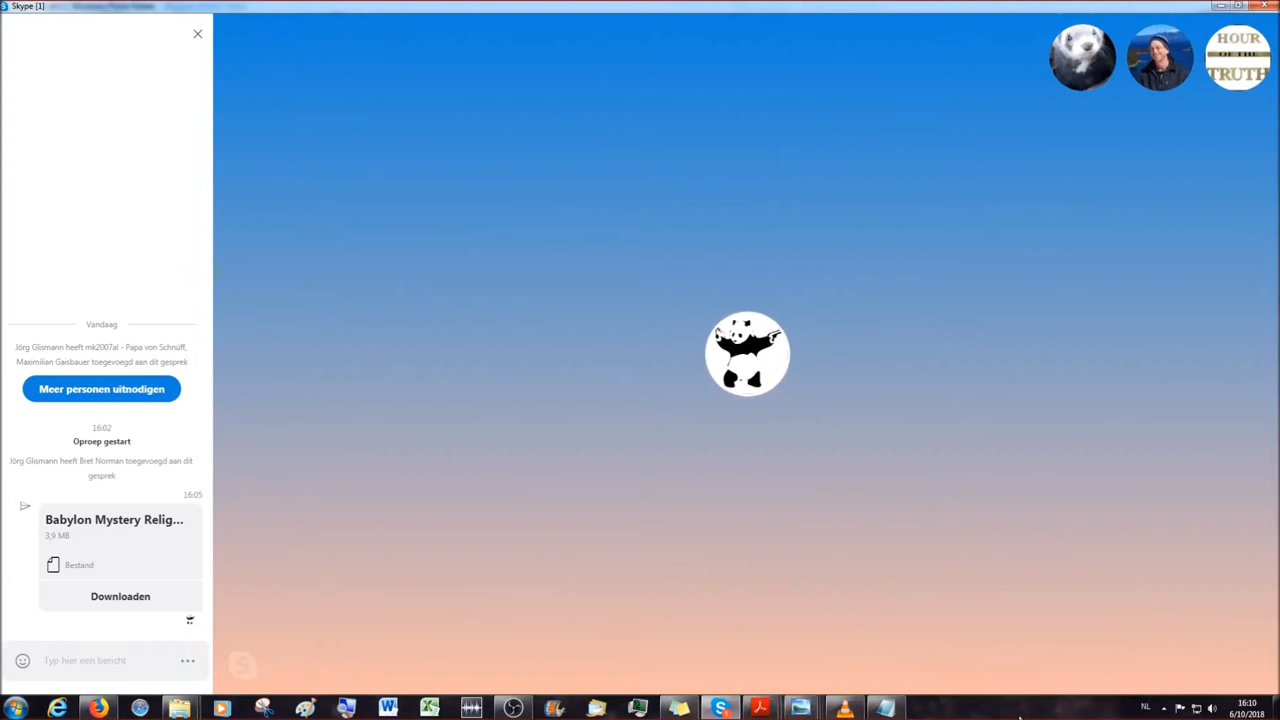 Skype [1]
HOUR
OF THE
TRUTH
Vandaag
Jörg Glismann heeft mk2007al - Papa von Schnüff,
Maximilian Gaisbauer toegevoegd aan dit gesprek
Meer personen uitnodigen
16:02
Oproep gestart
Jörg Glismann heeft Bret Norman toegevoegd aan dit
gesprek
16:05
Babylon Mystery Relig...
3,9 MB
Bestand
Downloaden
Typ hier een bericht
NL
16:10
6/10/2018